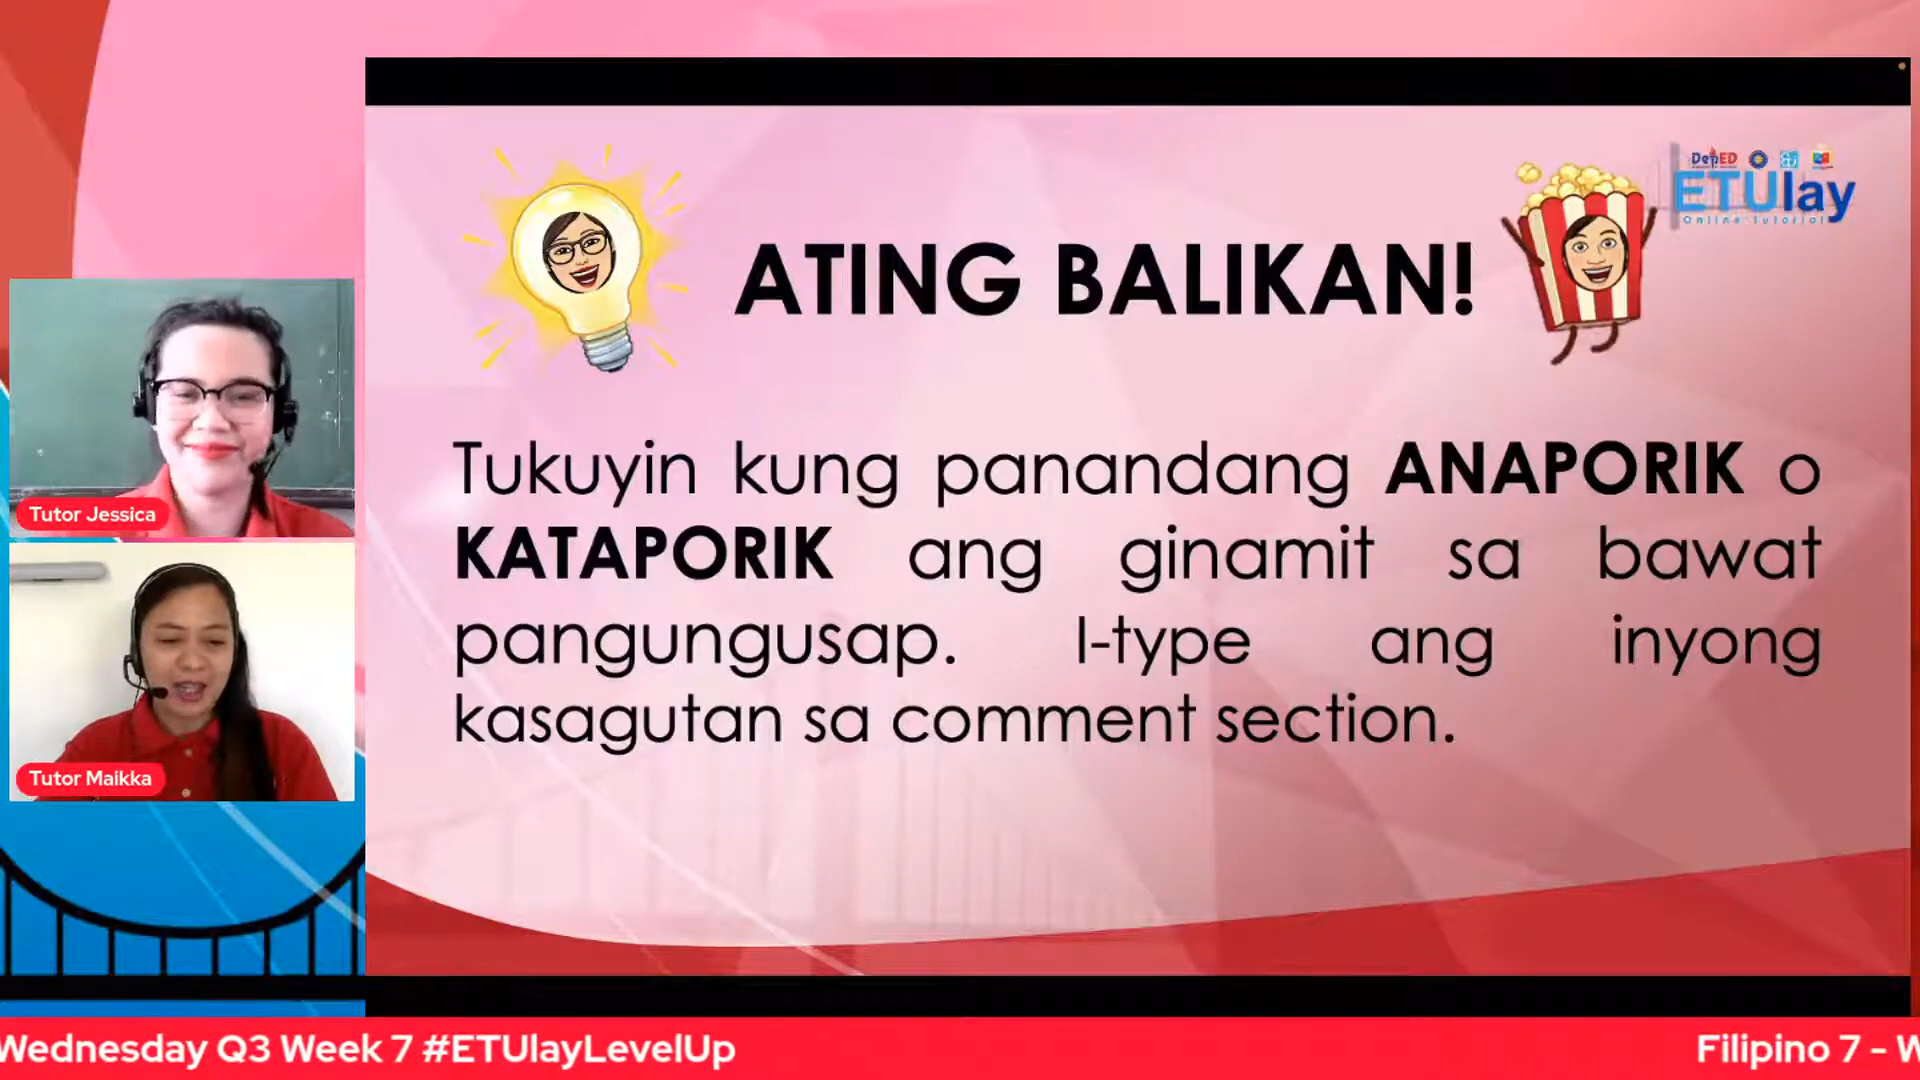 DepED
ETUlay
Online Tutorial
ATING BALIKAN!
Tukuyin kung panandang ANAPORIK o
KATAPORIK ang ginamit sa bawat
pangungusap. I-type ang inyong
kasagutan sa comment section.
Tutor Jessica
Tutor Maikka
Wednesday Q3 Week 7 #ETUlayLevelUp
Filipino 7 -